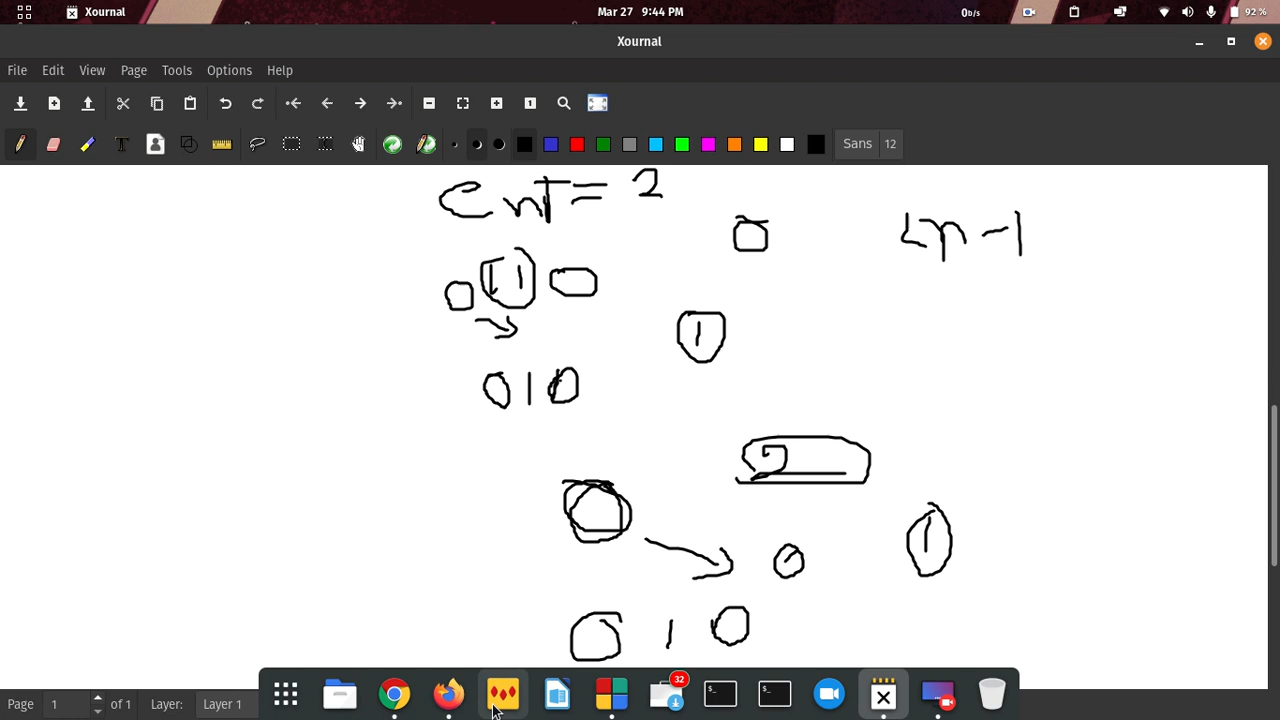 Xournal
Mar 27 9:44 PM
0b/s
92 %
Xournal
File Edit View Page Tools Options Help
Sans 12
Cnt = 2
0
n - 1
0 1 1 0
1
0 1 0
0
1
0 1 0
32
Page 1 of 1 Layer: Layer 1